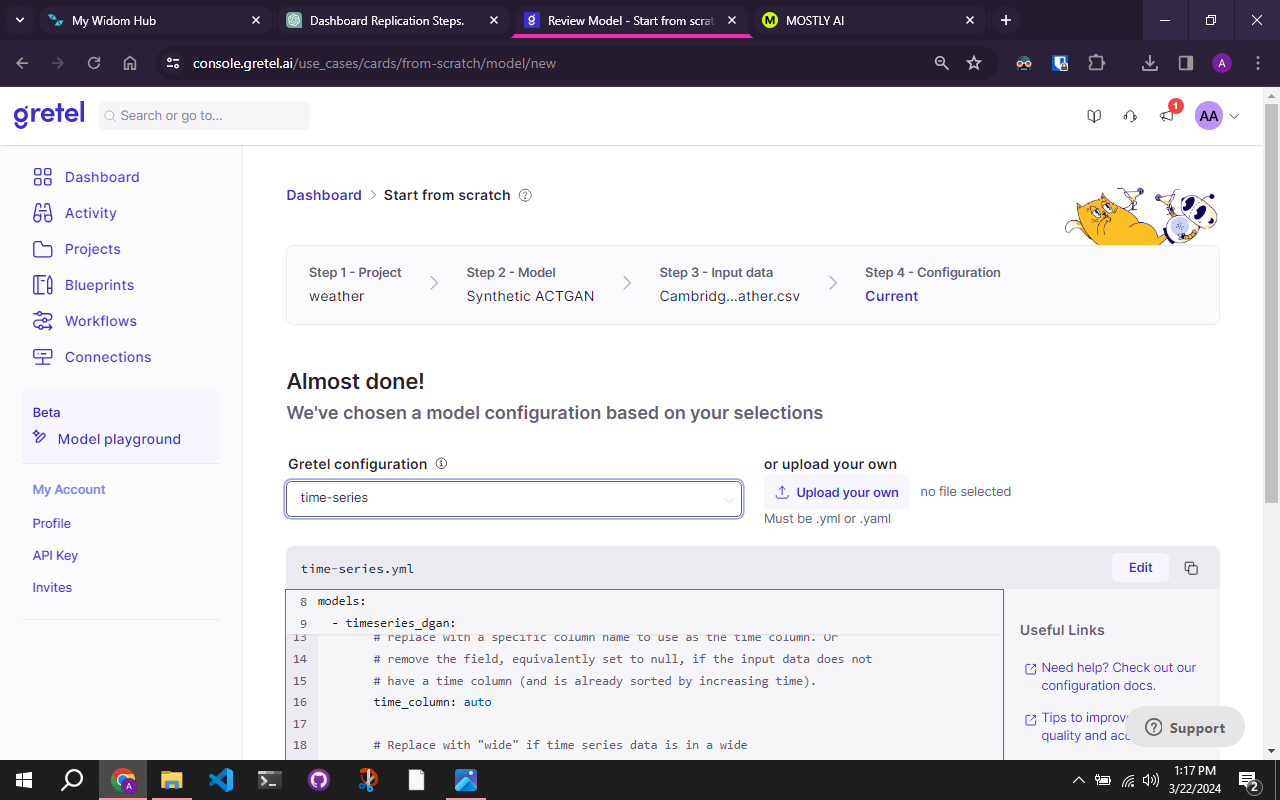 My Widom Hub
Dashboard Replication Steps.
Review Model - Start from scrat
MOSTLY AI
console.gretel.ai/use_cases/cards/from-scratch/model/new
A
gretel
Search or go to...
1
AA
Dashboard
Activity
Projects
Blueprints
Workflows
Connections
Beta
Model playground
My Account
Profile
API Key
Invites
Dashboard > Start from scratch
Step 1 - Project
weather
Step 2 - Model
Synthetic ACTGAN
Step 3 - Input data
Cambridg...ather.csv
Step 4 - Configuration
Current
Almost done!
We've chosen a model configuration based on your selections
Gretel configuration
time-series
or upload your own
Upload your own
no file selected
Must be .yml or .yaml
time-series.yml
Edit
8 models:
9 - timeseries_dgan:
13 # replace with a specific column name to use as the time column. Or
14 # remove the field, equivalently set to null, if the input data does not
15 # have a time column (and is already sorted by increasing time).
16 time_column: auto
17
18 # Replace with "wide" if time series data is in a wide
Useful Links
Need help? Check out our
configuration docs.
Tips to improv
quality and acc
Support
1:17 PM
3/22/2024
2